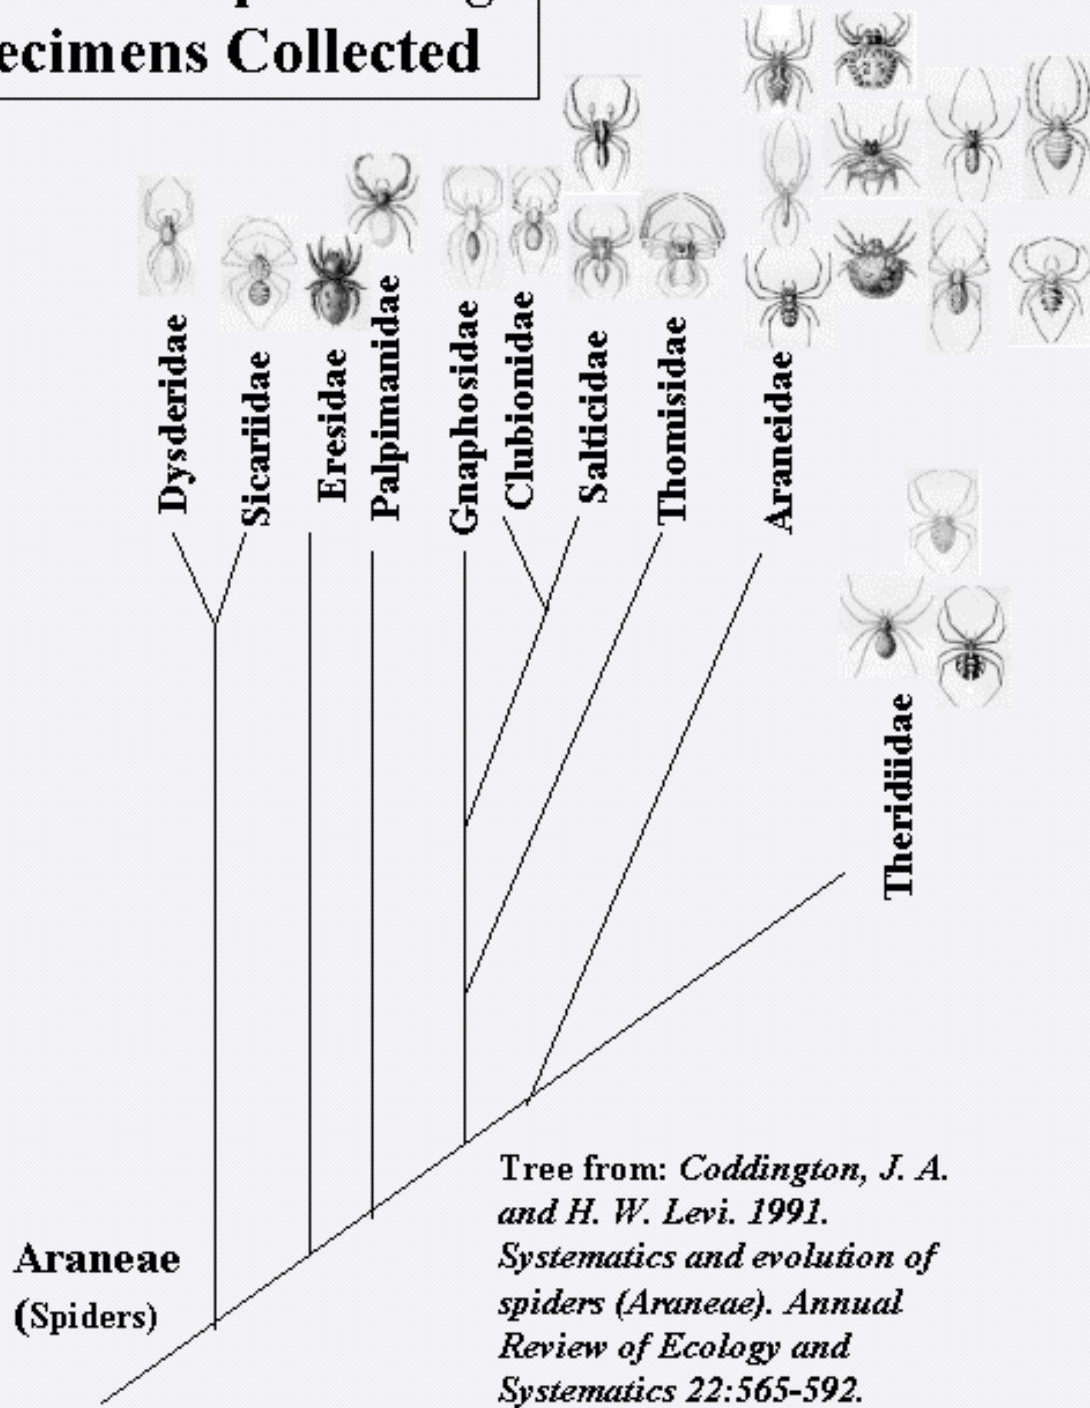 ecimens Collected
Dysderidae
Sicariidae
Eresidae
Palpimanidae
Gnaphosidae
Clubionidae
Salticidae
Thomisidae
Araneidae
Theridiidae
Araneae
(Spiders)
Tree from: Coddington, J. A.
and H. W. Levi. 1991.
Systematics and evolution of
spiders (Araneae). Annual
Review of Ecology and
Systematics 22:565-592.